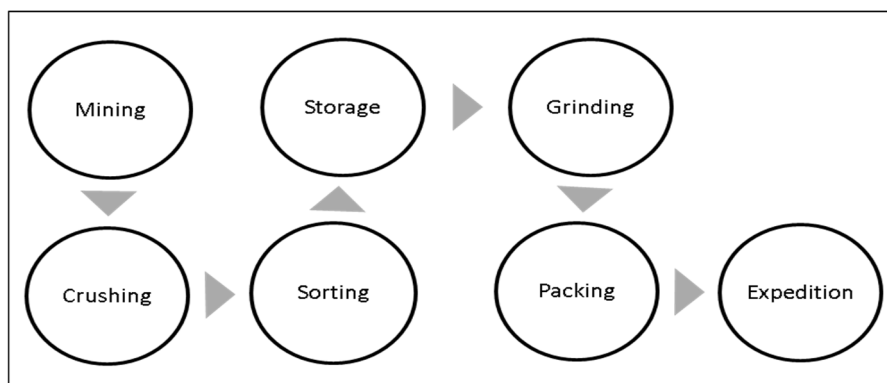 Mining
Crushing
Sorting
Storage
Grinding
Packing
Expedition